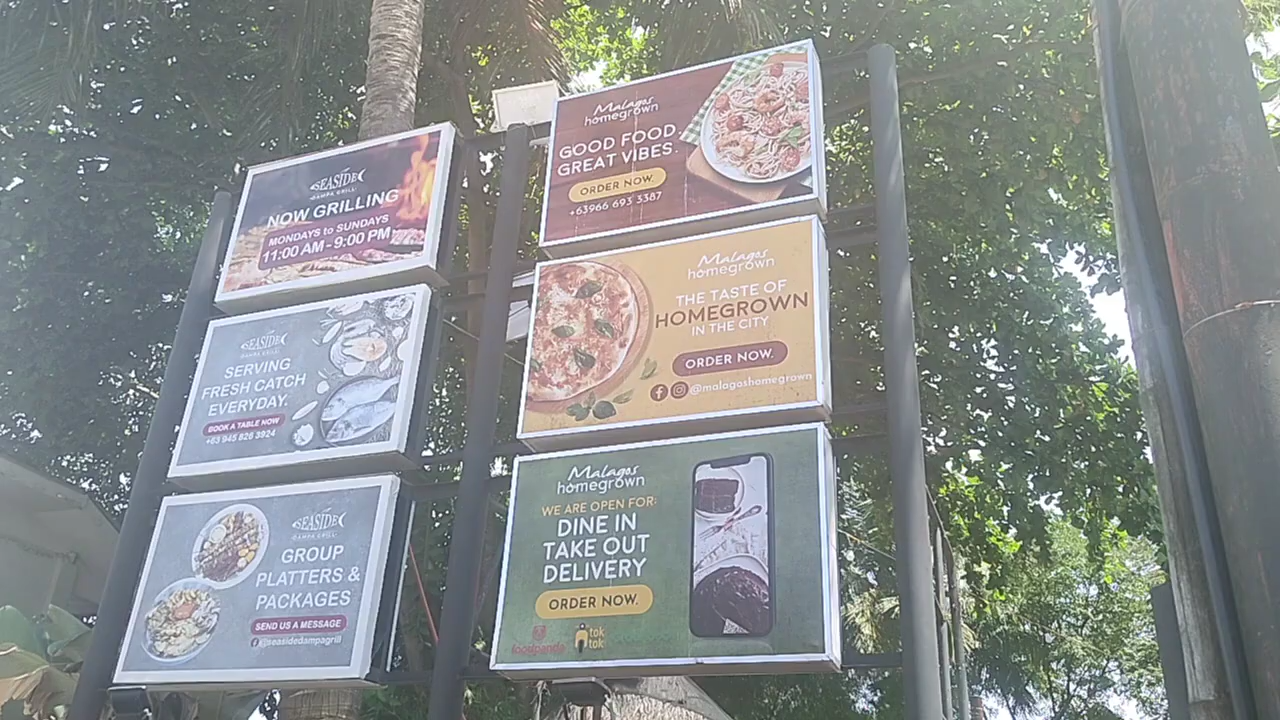 SEASIDE
DAMPA GRILL
NOW GRILLING
MONDAYS to SUNDAYS
11:00 AM - 9:00 PM
SEASIDE
DAMPA GRILL
SERVING
FRESH CATCH
EVERYDAY.
BOOK A TABLE NOW
+63 945 826 3924
SEASIDE
DAMPA GRILL
GROUP
PLATTERS &
PACKAGES
SEND US A MESSAGE
@seasidedampagrill
Malagos
homegrown
GOOD FOOD.
GREAT VIBES.
ORDER NOW.
+63966 693 3387
Malagos
homegrown
THE TASTE OF
HOMEGROWN
IN THE CITY
ORDER NOW.
@malagoshomegrown
Malagos
homegrown
WE ARE OPEN FOR:
DINE IN
TAKE OUT
DELIVERY
ORDER NOW.
foodpanda
tok
tok